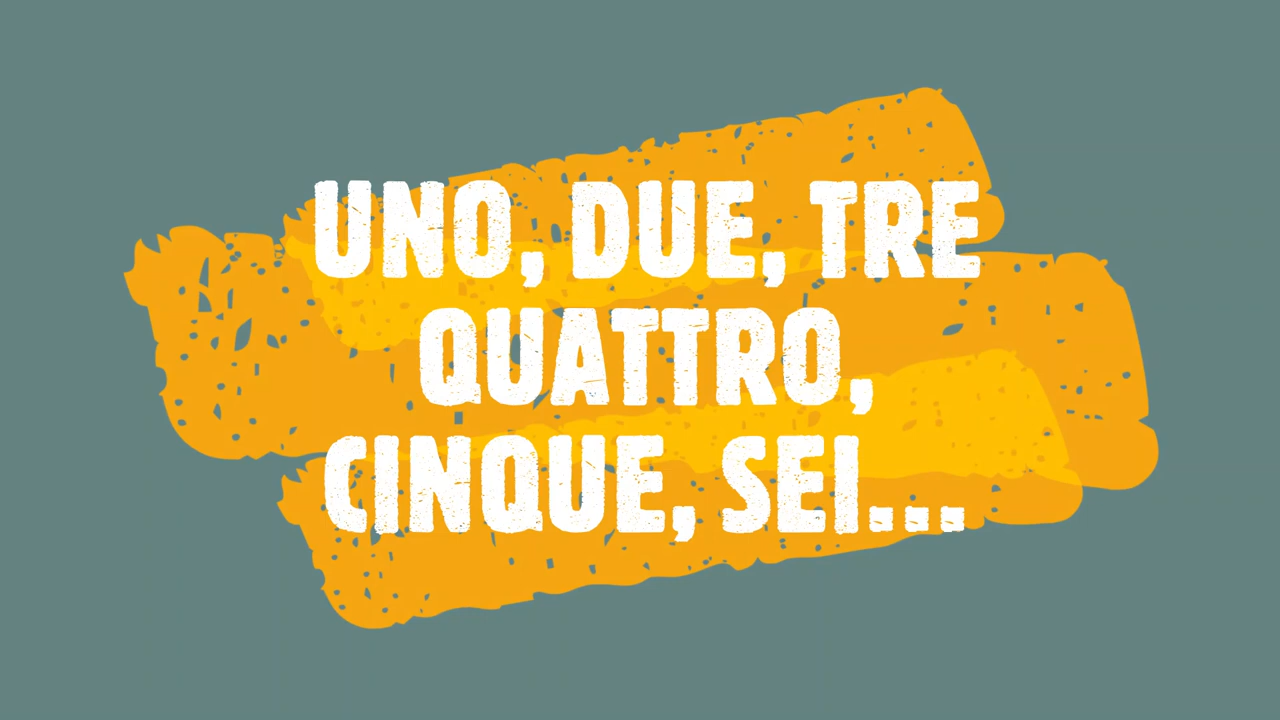 UNO, DUE, TRE
QUATTRO,
CINQUE, SEI...